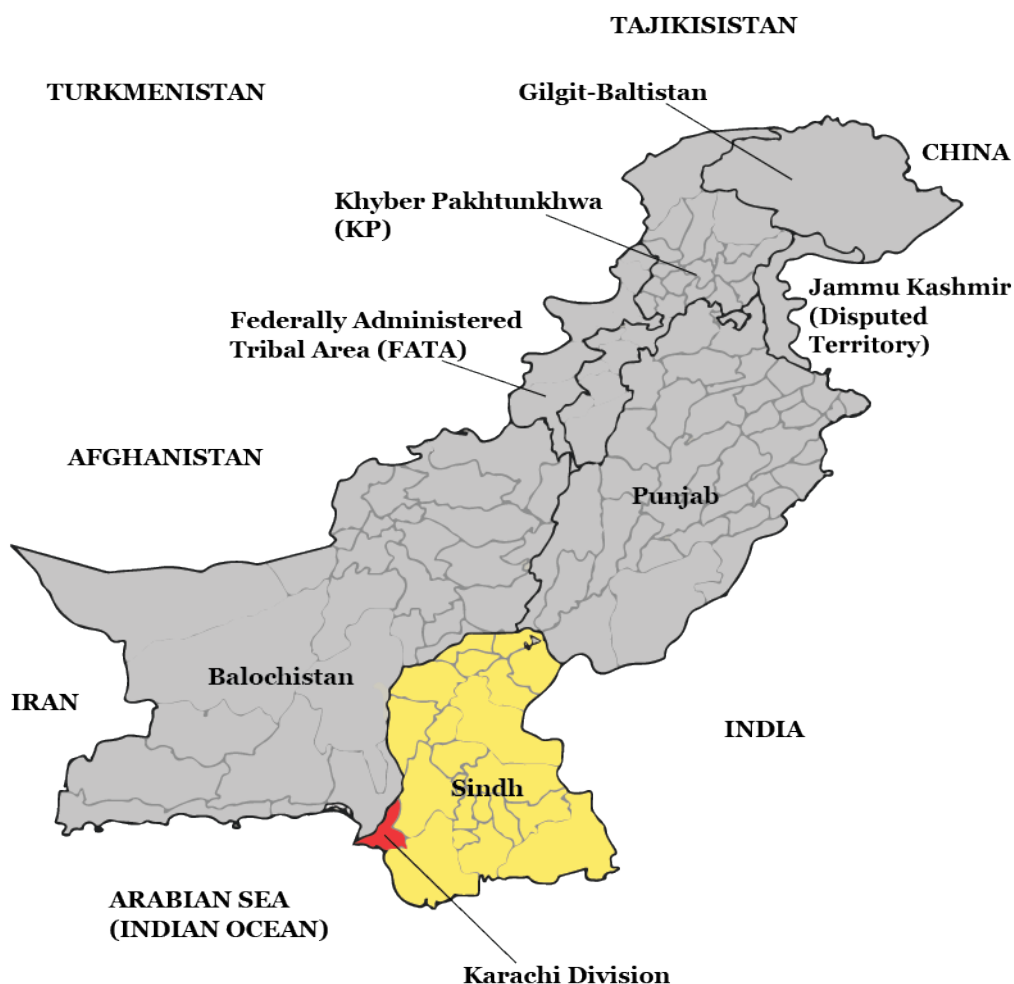 TAJIKISISTAN
TURKMENISTAN
Gilgit-Baltistan
CHINA
Khyber Pakhtunkhwa
(KP)
Jammu Kashmir
(Disputed
Territory)
Federally Administered
Tribal Area (FATA)
AFGHANISTAN
Punjab
Balochistan
IRAN
INDIA
Sindh
ARABIAN SEA
(INDIAN OCEAN)
Karachi Division